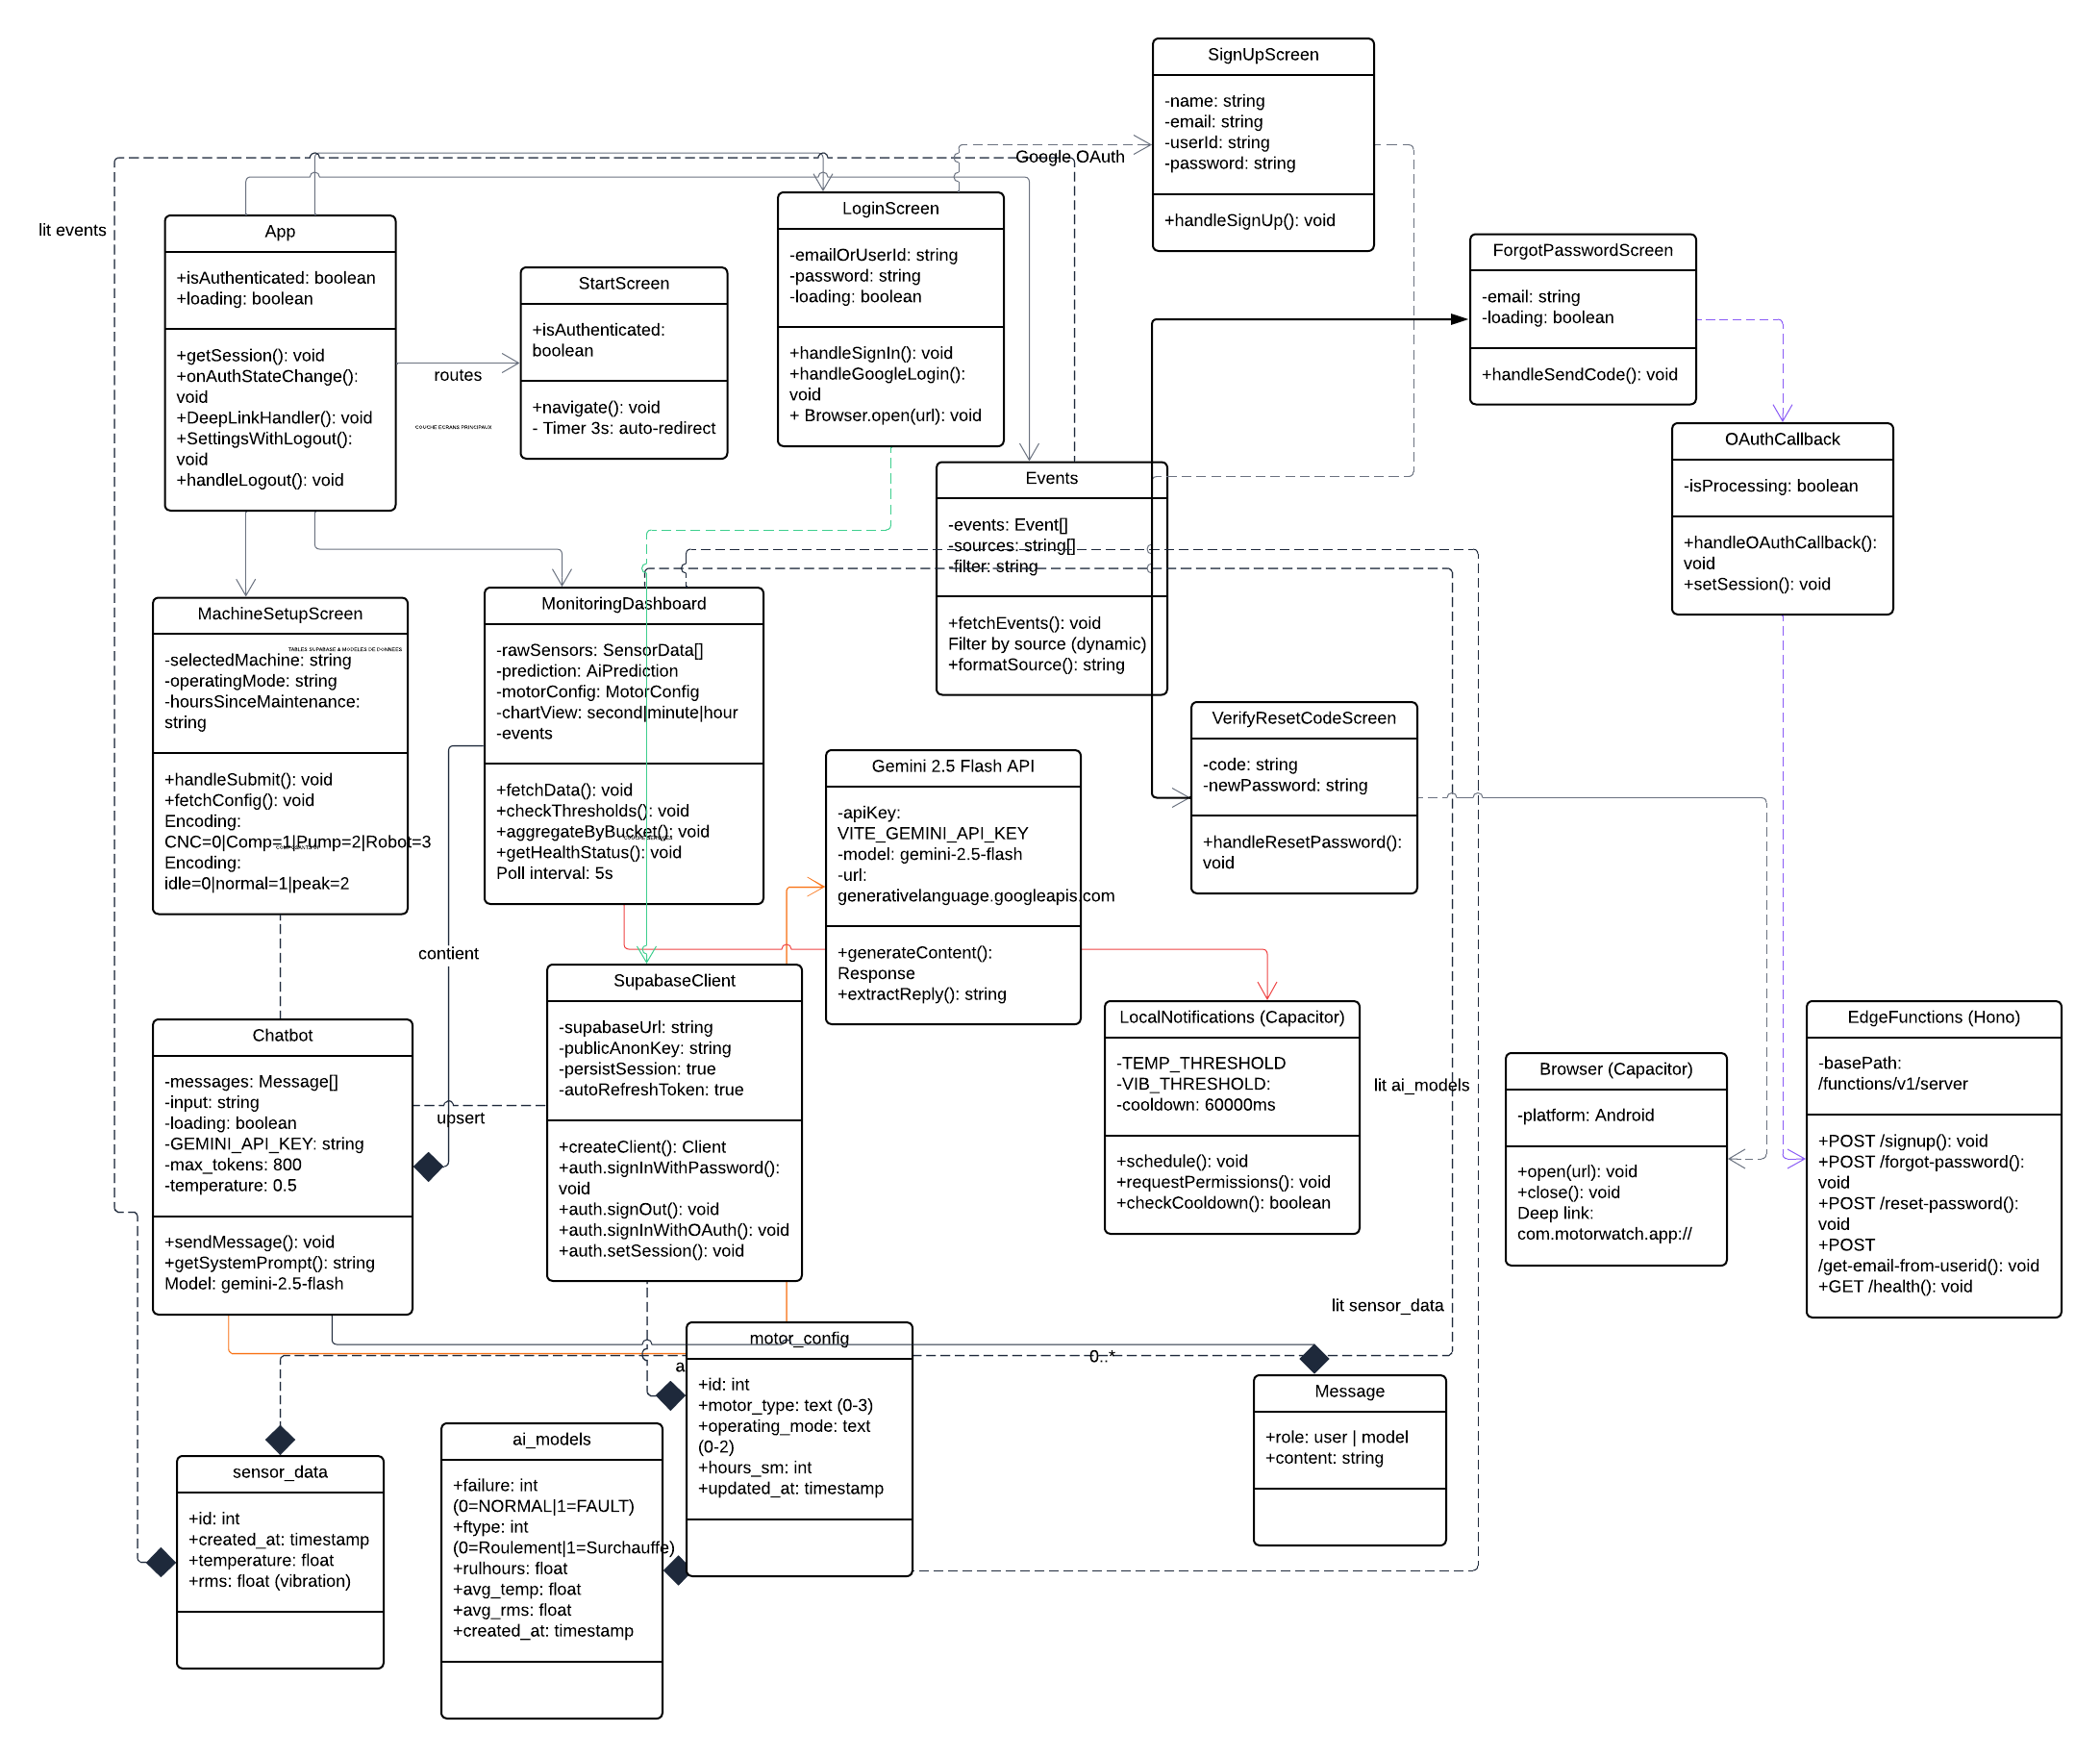 SignUpScreen
-name: string
-email: string
-userId: string
-password: string
+handleSignUp(): void
Google OAuth
lit events
App
+isAuthenticated: boolean
+loading: boolean
+getSession(): void
+onAuthStateChange():
void
+DeepLinkHandler(): void
+SettingsWithLogout():
void
+handleLogout(): void
routes
COUCHE ECRANS PRINCIPAUX
StartScreen
+isAuthenticated:
boolean
+navigate(): void
- Timer 3s: auto-redirect
LoginScreen
-emailOrUserId: string
-password: string
-loading: boolean
+handleSignIn(): void
+handleGoogleLogin():
void
+ Browser.open(url): void
ForgotPasswordScreen
-email: string
-loading: boolean
+handleSendCode(): void
OAuthCallback
-isProcessing: boolean
+handleOAuthCallback():
void
+setSession(): void
Events
-events: Event[]
-sources: string[]
-filter: string
+fetchEvents(): void
Filter by source (dynamic)
+formatSource(): string
MachineSetupScreen
TABLES SUPABASE & MODELES DE DONNEES
-selectedMachine: string
-operatingMode: string
-hoursSinceMaintenance:
string
+handleSubmit(): void
+fetchConfig(): void
Encoding:
CNC=0|Comp=1|Pump=2|Robot=3
Encoding:
idle=0|normal=1|peak=2
MonitoringDashboard
-rawSensors: SensorData[]
-prediction: AiPrediction
-motorConfig: MotorConfig
-chartView: second|minute|hour
-events
+fetchData(): void
+checkThresholds(): void
+aggregateByBucket(): void
+getHealthStatus(): void
Poll interval: 5s
VerifyResetCodeScreen
-code: string
-newPassword: string
+handleResetPassword():
void
Gemini 2.5 Flash API
-apiKey:
VITE_GEMINI_API_KEY
-model: gemini-2.5-flash
-url:
generativelanguage.googleapis.com
+generateContent():
Response
+extractReply(): string
contient
SupabaseClient
-supabaseUrl: string
-publicAnonKey: string
-persistSession: true
-autoRefreshToken: true
+createClient(): Client
+auth.signInWithPassword():
void
+auth.signOut(): void
+auth.signInWithOAuth(): void
+auth.setSession(): void
Chatbot
-messages: Message[]
-input: string
-loading: boolean
-GEMINI_API_KEY: string
-max_tokens: 800
-temperature: 0.5
+sendMessage(): void
+getSystemPrompt(): string
Model: gemini-2.5-flash
upsert
LocalNotifications (Capacitor)
-TEMP_THRESHOLD
-VIB_THRESHOLD:
-cooldown: 60000ms
+schedule(): void
+requestPermissions(): void
+checkCooldown(): boolean
lit ai_models
Browser (Capacitor)
-platform: Android
+open(url): void
+close(): void
Deep link:
com.motorwatch.app://
EdgeFunctions (Hono)
-basePath:
/functions/v1/server
+POST /signup(): void
+POST /forgot-password():
void
+POST /reset-password():
void
+POST
/get-email-from-userid(): void
+GET /health(): void
lit sensor_data
0..*
a
motor_config
+id: int
+motor_type: text (0-3)
+operating_mode: text
(0-2)
+hours_sm: int
+updated_at: timestamp
Message
+role: user | model
+content: string
ai_models
+failure: int
(0=NORMAL|1=FAULT)
+ftype: int
(0=Roulement|1=Surchauffe)
+rulhours: float
+avg_temp: float
+avg_rms: float
+created_at: timestamp
sensor_data
+id: int
+created_at: timestamp
+temperature: float
+rms: float (vibration)